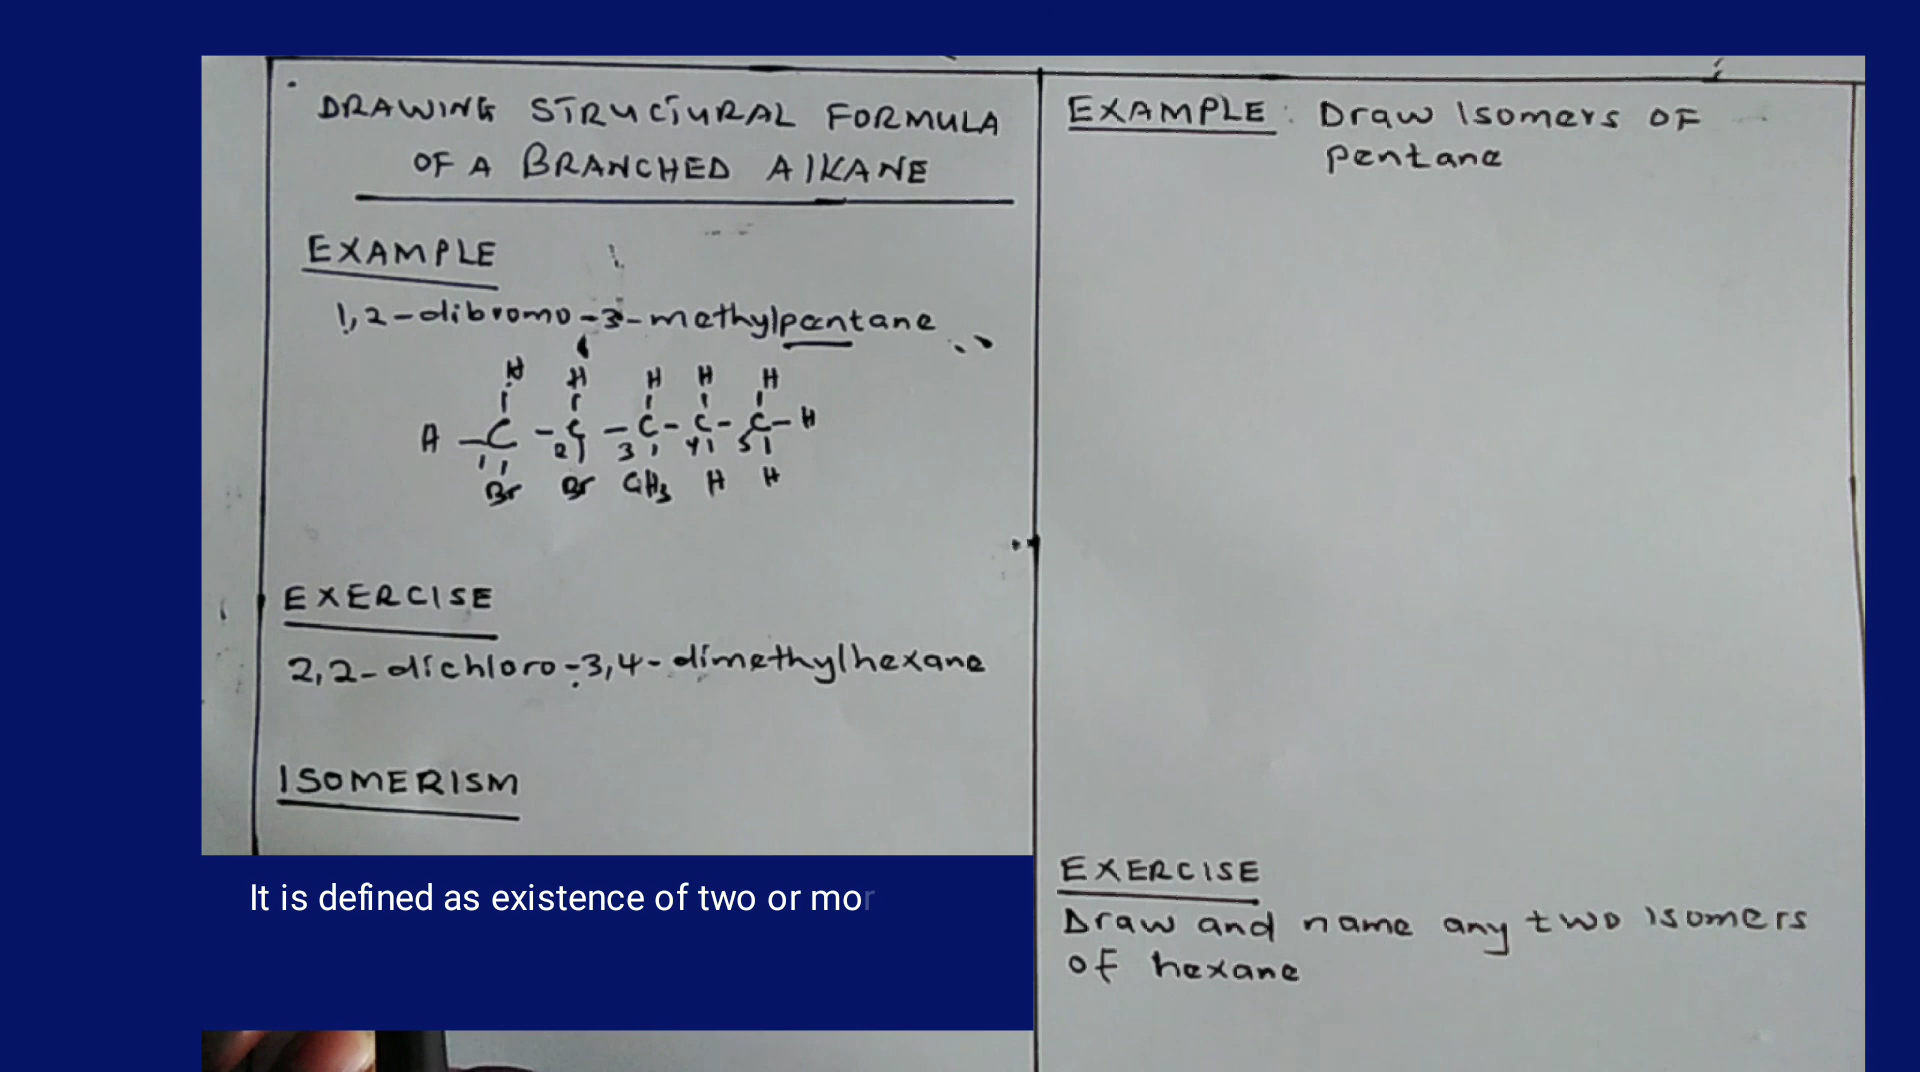 DRAWING STRUCTURAL FORMULA
OF A BRANCHED AlKANE
EXAMPLE
1,2-dibromo-3-methylpentane
H H H H H
H - C - C - C - C - C - H
1 2 3 4 5
Br Br CH3 H H
EXERCISE
2,2-dichloro-3,4-dimethylhexane
ISOMERISM
It is defined as existence of two or mor
EXAMPLE: Draw Isomers OF
pentane
EXERCISE
Draw and name any two isomers
of hexane